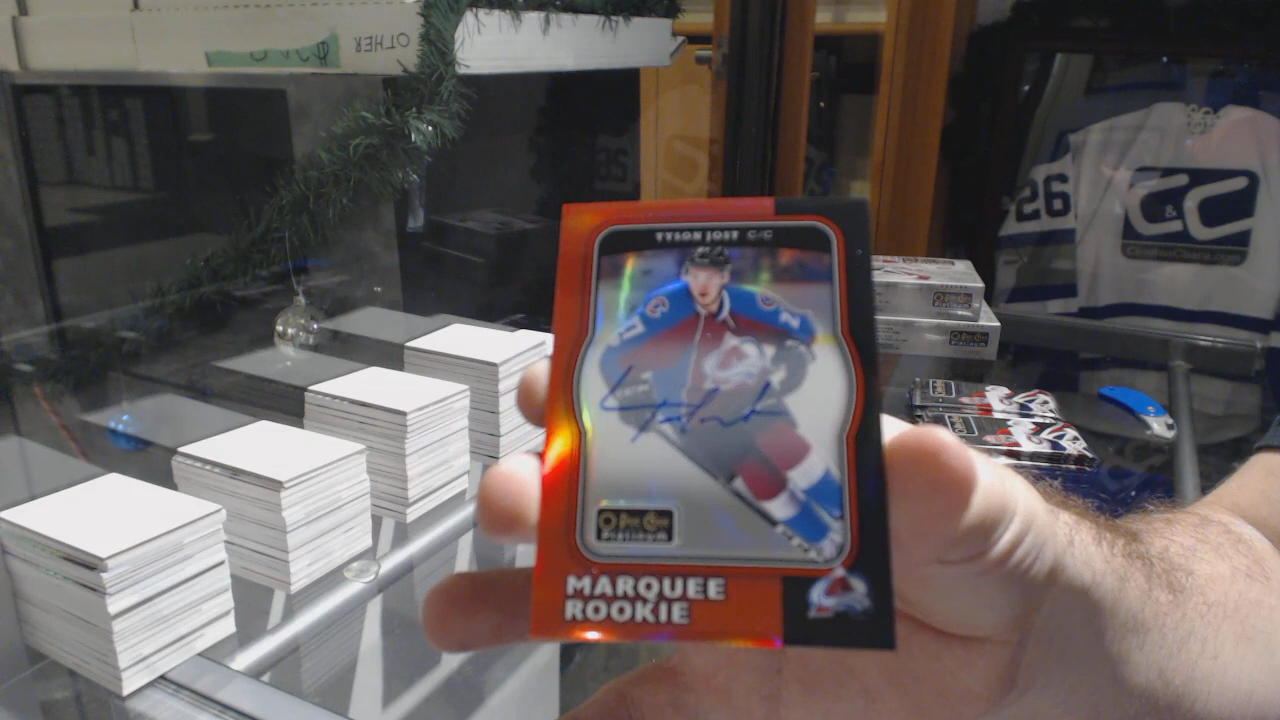 OTHER
26
C&C
TYSON JOST C/C
O-Pee-Chee
Platinum
MARQUEE
ROOKIE